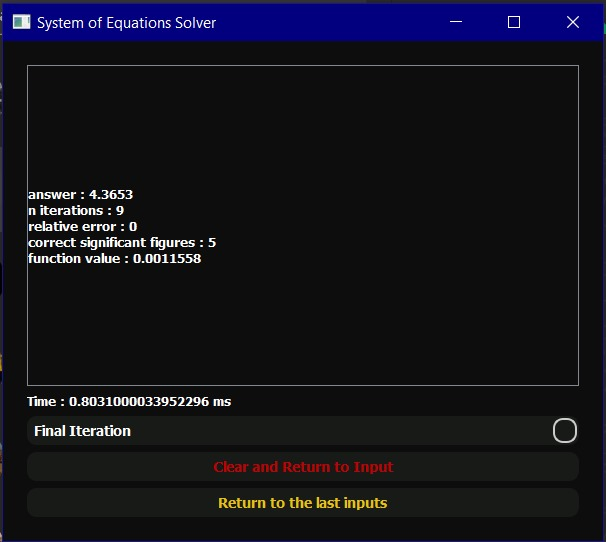 System of Equations Solver
answer : 4.3653
n iterations : 9
relative error : 0
correct significant figures : 5
function value : 0.0011558
Time : 0.8031000033952296 ms
Final Iteration
Clear and Return to Input
Return to the last inputs